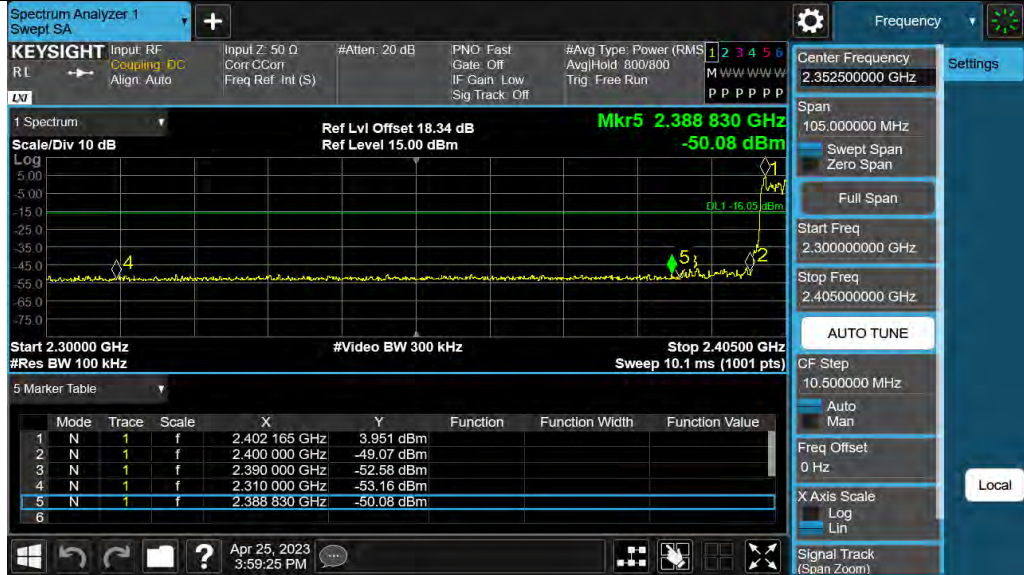 Spectrum Analyzer 1
Swept SA
Frequency
KEYSIGHT
RL
LXI
Input: RF
Coupling: DC
Align: Auto
Input Z: 50 Ω
Corr CCorr
Freq Ref: Int (S)
#Atten: 20 dB
PNO: Fast
Gate: Off
IF Gain: Low
Sig Track: Off
#Avg Type: Power (RMS
Avg|Hold: 800/800
Trig: Free Run
1 2 3 4 5 6
M W W W W W
P P P P P P
Center Frequency
2.352500000 GHz
Settings
1 Spectrum
Scale/Div 10 dB
Ref Lvl Offset 18.34 dB
Ref Level 15.00 dBm
Mkr5 2.388 830 GHz
-50.08 dBm
Log
5.00
-5.00
-15.0
-25.0
-35.0
-45.0
-55.0
-65.0
-75.0
DL1 -16.05 dBm
1
2
4
5
Start 2.30000 GHz
#Res BW 100 kHz
#Video BW 300 kHz
Stop 2.40500 GHz
Sweep 10.1 ms (1001 pts)
Span
105.000000 MHz
Swept Span
Zero Span
Full Span
Start Freq
2.300000000 GHz
Stop Freq
2.405000000 GHz
AUTO TUNE
CF Step
10.500000 MHz
Auto
Man
Freq Offset
0 Hz
X Axis Scale
Log
Lin
Signal Track
(Span Zoom)
Local
5 Marker Table
Mode Trace Scale X Y Function Function Width Function Value
1 N 1 f 2.402 165 GHz 3.951 dBm
2 N 1 f 2.400 000 GHz -49.07 dBm
3 N 1 f 2.390 000 GHz -52.58 dBm
4 N 1 f 2.310 000 GHz -53.16 dBm
5 N 1 f 2.388 830 GHz -50.08 dBm
6
Apr 25, 2023
3:59:25 PM